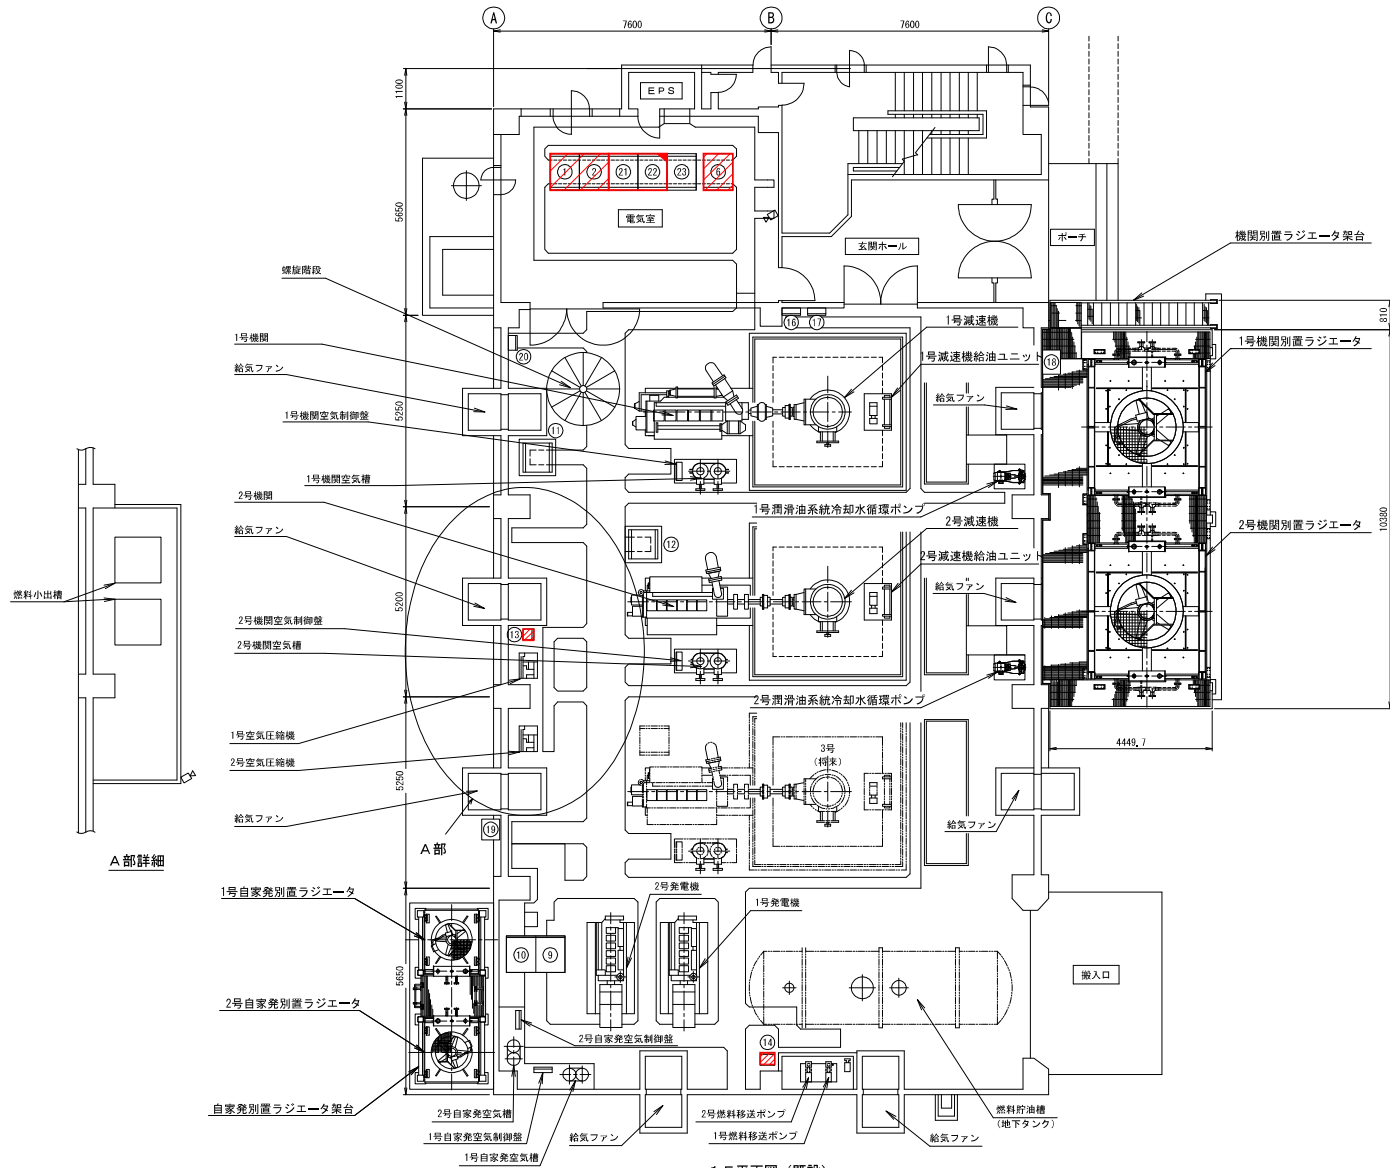 A
B
C
7600
7600
1100
5650
5250
5200
5250
5650
810
10380
4449.7
EPS
1
2
21
22
23
6
電気室
玄関ホール
ポーチ
機関別置ラジエータ架台
螺旋階段
16
17
1号減速機
1号機関
20
1号減速機給油ユニット
18
1号機関別置ラジエータ
給気ファン
給気ファン
1号機関空気制御盤
11
1号機関空気槽
2号機関
1号潤滑油系統冷却水循環ポンプ
2号減速機
2号機関別置ラジエータ
給気ファン
12
2号減速機給油ユニット
給気ファン
燃料小出槽
2号機関空気制御盤
13
2号機関空気槽
2号潤滑油系統冷却水循環ポンプ
1号空気圧縮機
2号空気圧縮機
3号
(将来)
給気ファン
給気ファン
19
A部
A部詳細
1号自家発別置ラジエータ
2号発電機
1号発電機
10
9
搬入口
2号自家発別置ラジエータ
2号自家発空気制御盤
14
自家発別置ラジエータ架台
2号自家発空気槽
2号燃料移送ポンプ
燃料貯油槽
(地下タンク)
1号自家発空気制御盤
給気ファン
1号燃料移送ポンプ
給気ファン
1号自家発空気槽